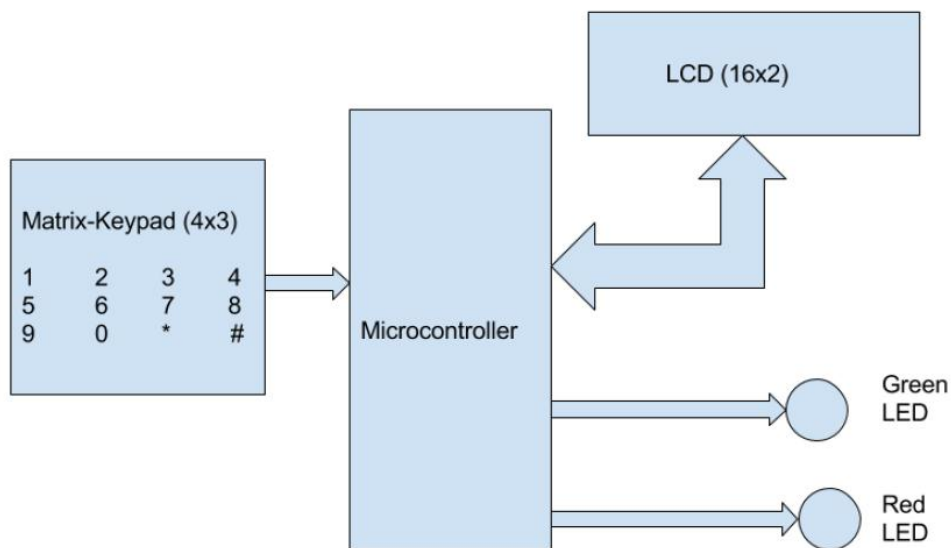 LCD (16x2)
Matrix-Keypad (4x3)
1 2 3 4
5 6 7 8
9 0 * #
Microcontroller
Green
LED
Red
LED